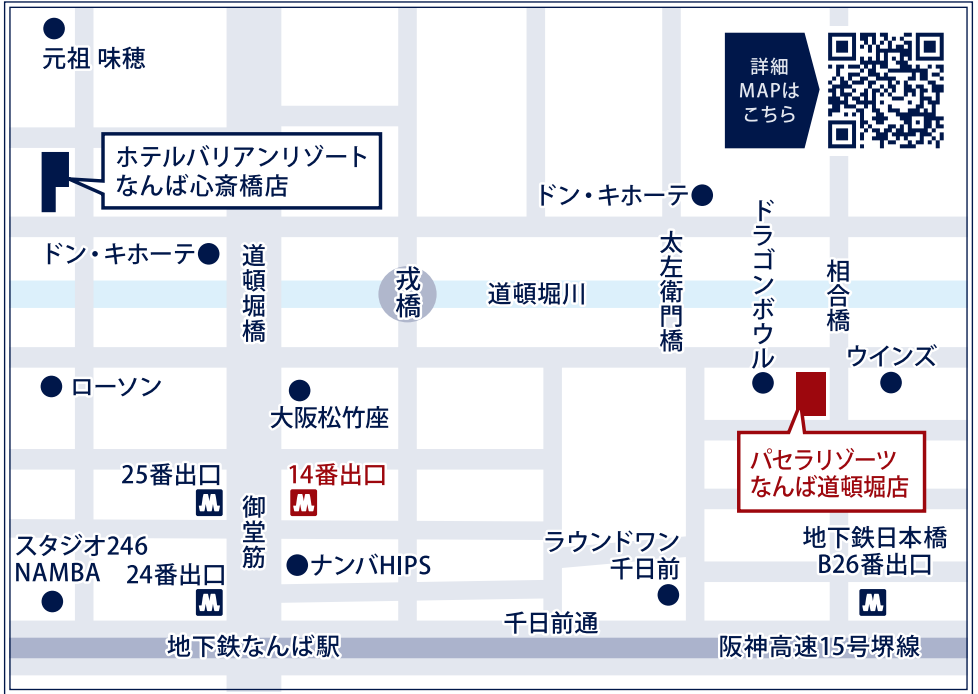 元祖 味穂
詳細
MAPは
こちら
ホテルバリアンリゾート
なんば心斎橋店
ドン・キホーテ
ドン・キホーテ
道頓堀橋
戎橋
道頓堀川
太左衛門橋
ドラゴンボウル
相合橋
ローソン
大阪松竹座
ウインズ
25番出口
14番出口
御堂筋
パセラリゾーツ
なんば道頓堀店
スタジオ246
NAMBA
24番出口
ナンバHIPS
ラウンドワン
千日前
地下鉄日本橋
B26番出口
千日前通
地下鉄なんば駅
阪神高速15号堺線